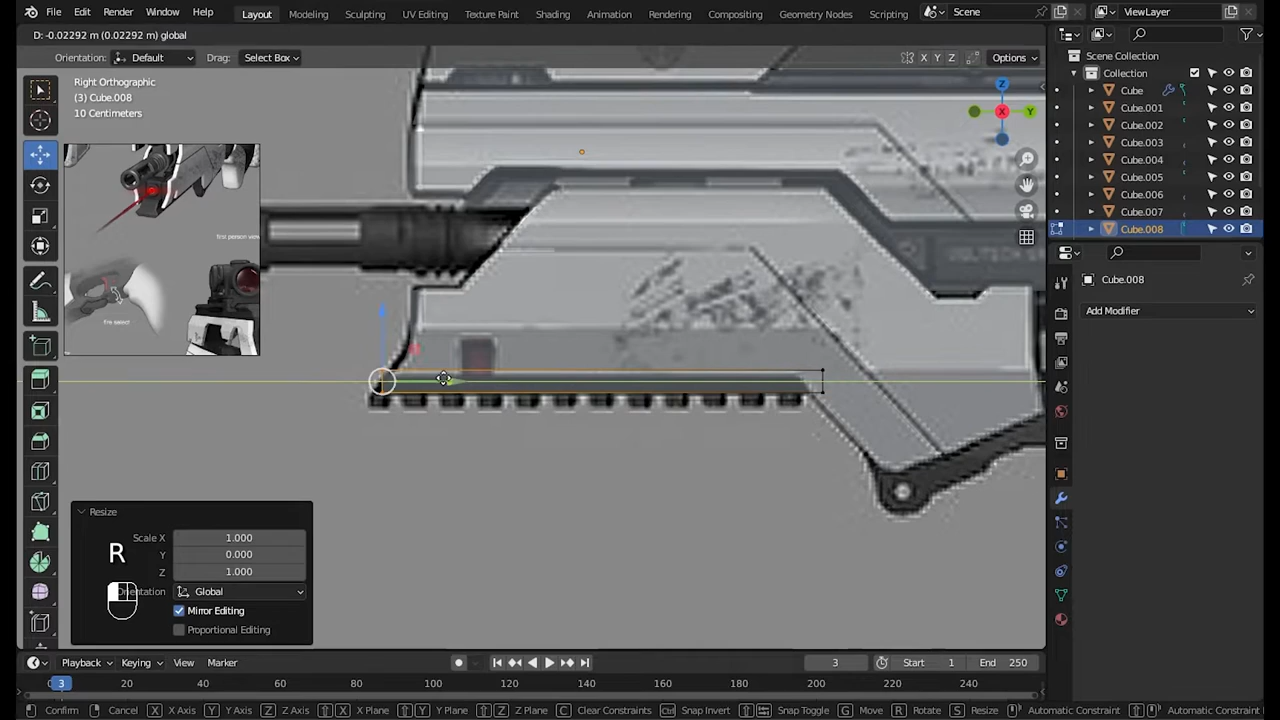 File Edit Render Window Help
Layout Modeling Sculpting UV Editing Texture Paint Shading Animation Rendering Compositing Geometry Nodes Scripting
Scene
ViewLayer
D: -0.02292 m (0.02292 m) global
Orientation: Default Drag: Select Box
X Y Z Options
Right Orthographic
(3) Cube.008
10 Centimeters
Z
X
Y
first person view
fire select
Scene Collection
Collection
Cube
Cube.001
Cube.002
Cube.003
Cube.004
Cube.005
Cube.006
Cube.007
Cube.008
Cube.008
Add Modifier
Resize
Scale X 1.000
Y 0.000
Z 1.000
Orientation Global
Mirror Editing
Proportional Editing
R
Playback Keying View Marker
3 Start 1 End 250
3 20 40 60 80 100 120 140 160 180 200 220 240
Confirm Cancel X X Axis Y Y Axis Z Z Axis X X Plane Y Y Plane Z Z Plane C Clear Constraints Ctrl Snap Invert Snap Toggle G Move R Rotate S Resize Automatic Constraint Automatic Constraint